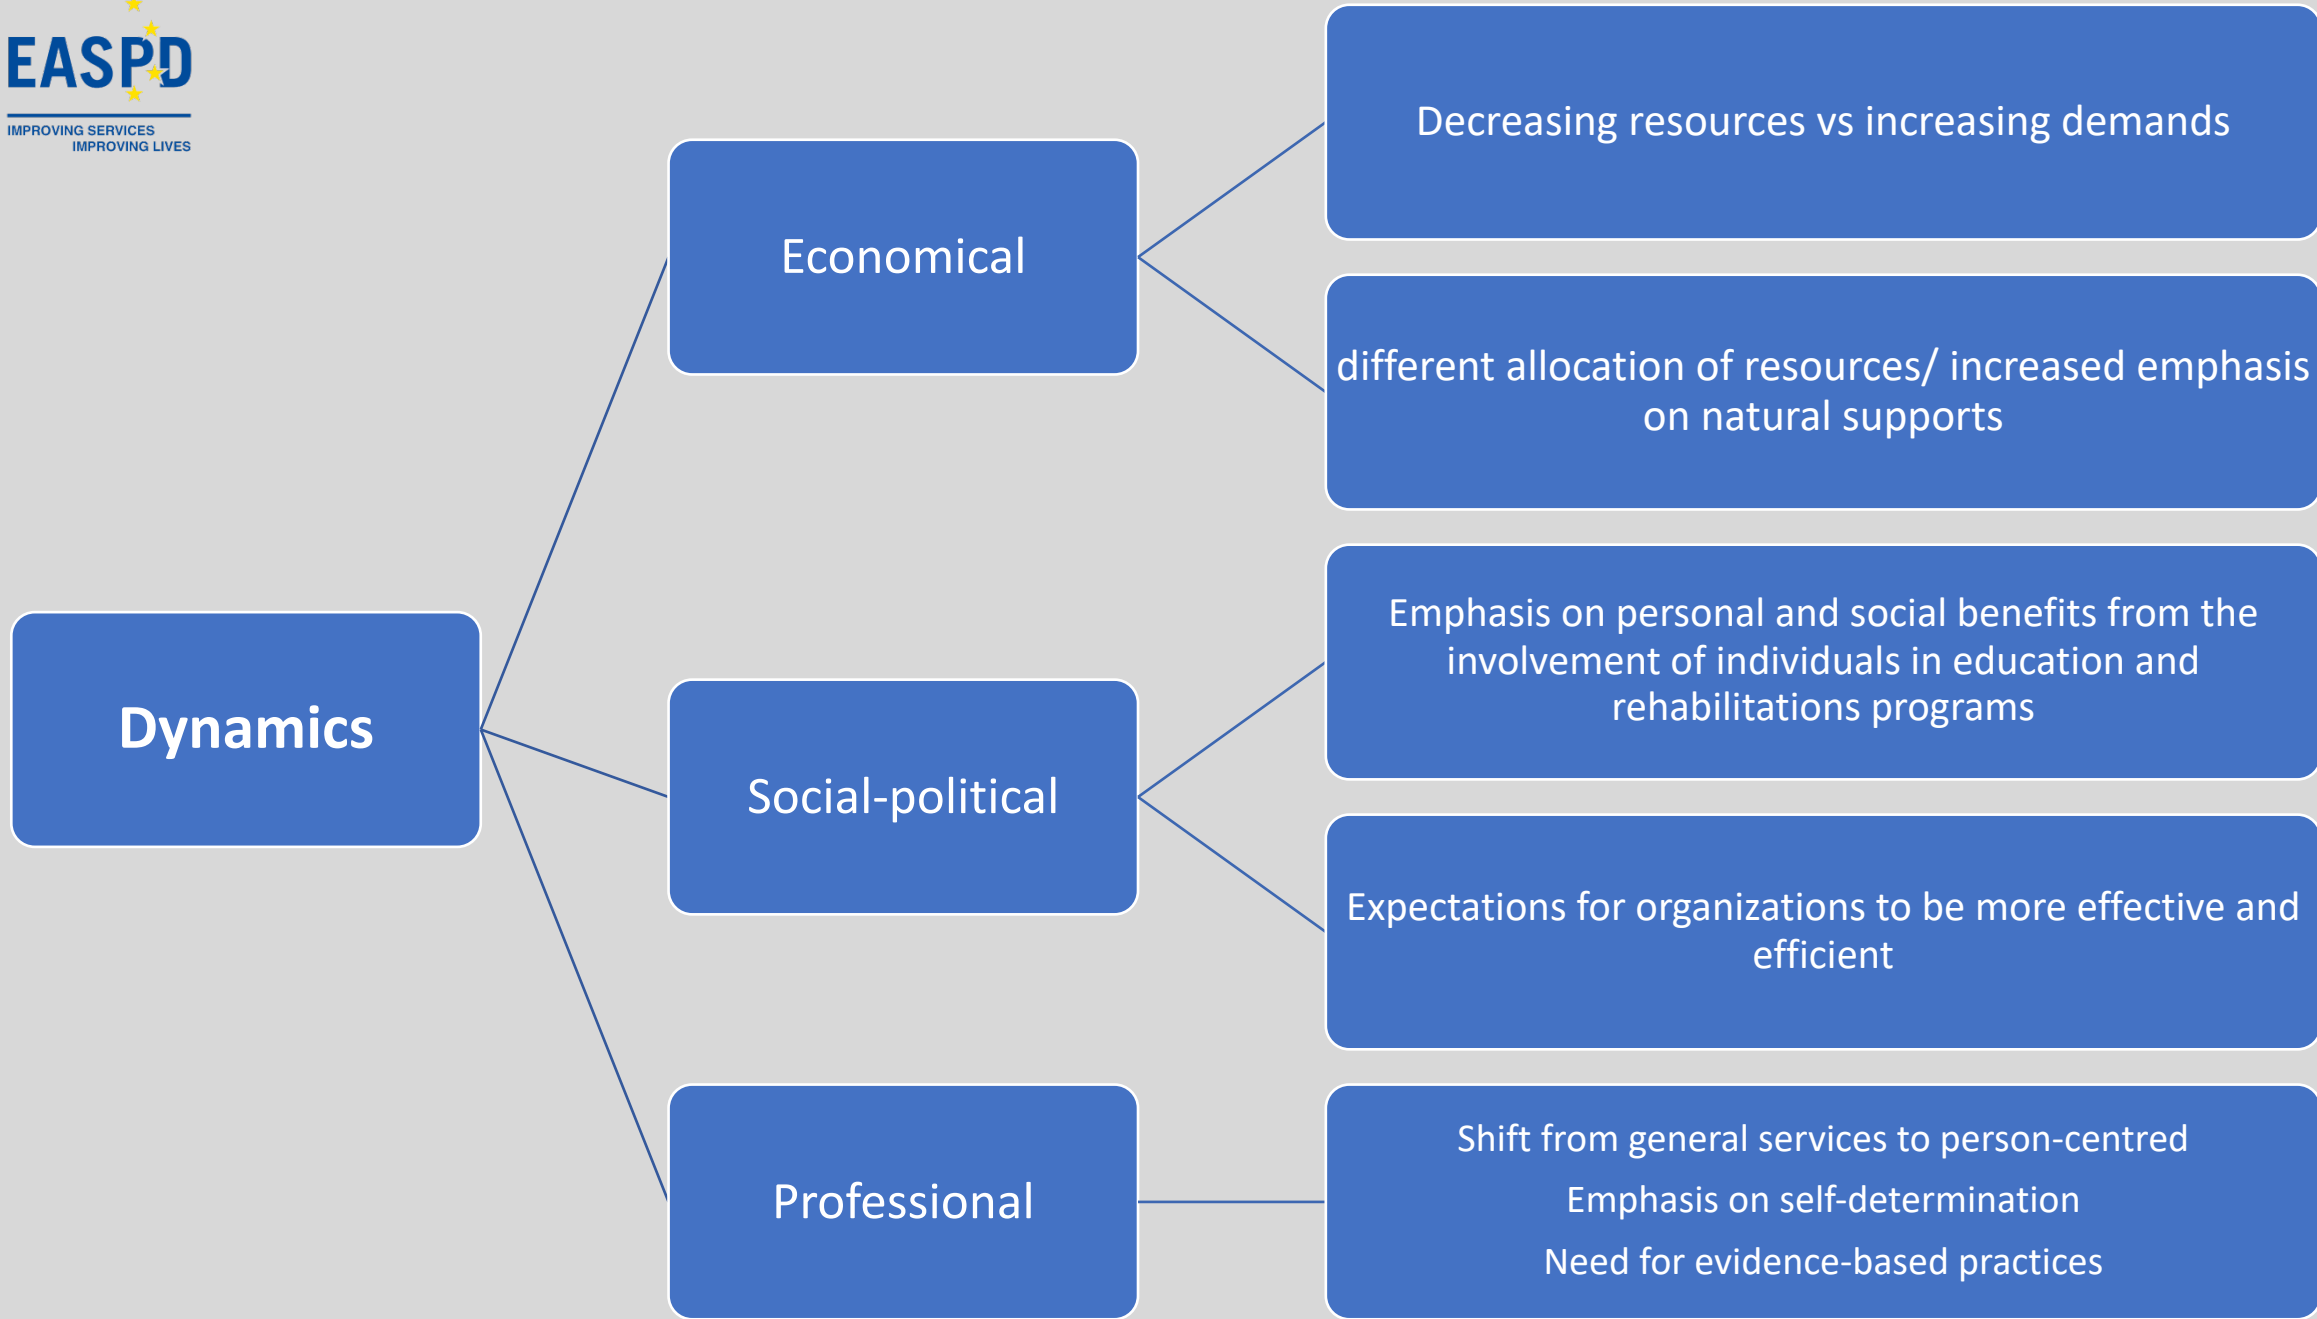 EASPD
IMPROVING SERVICES
IMPROVING LIVES
Dynamics
Economical
Decreasing resources vs increasing demands
different allocation of resources/ increased emphasis
on natural supports
Social-political
Emphasis on personal and social benefits from the
involvement of individuals in education and
rehabilitations programs
Expectations for organizations to be more effective and
efficient
Professional
Shift from general services to person-centred
Emphasis on self-determination
Need for evidence-based practices